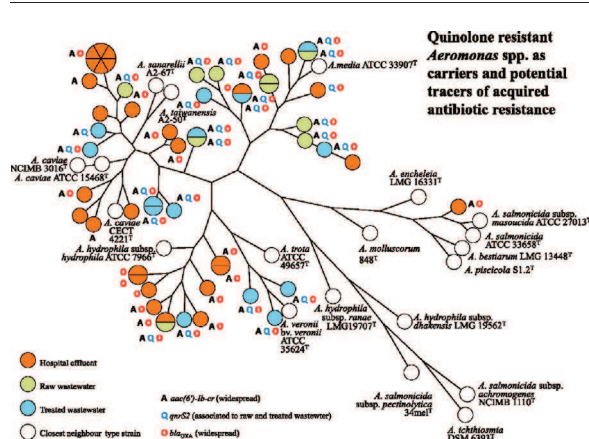 Quinolone resistant
Aeromonas spp. as
carriers and potential
tracers of acquired
antibiotic resistance
A O
A. sanarellii
A2-67T
A Q O
A Q O
A Q O
A.media ATCC 33907T
A Q O
A O
A Q O
A. taiwanensis
A2-50T
Q O
A Q O
A Q O
A Q O
A Q O
A Q O
A. caviae
NCIMB 3016T
A. caviae ATCC 15468T
A O
A
A. caviae
CECT
4221T
A Q O
A Q O
A. encheleia
LMG 16331T
A O
A. salmonicida subsp.
masoucida ATCC 27013T
A. salmonicida
ATCC 33658T
A. bestiarum LMG 13448T
A. piscicola S1.2T
A. molluscorum
848T
A. hydrophila subsp.
hydrophila ATCC 7966T
A. trota
ATCC
49657T
A O
A Q O
A Q O
A. veronii
bv. veronii
ATCC
35624T
A. hydrophila
subsp. ranae
LMG19707T
A. hydrophila subsp.
dhakensis LMG 19562T
A. salmonicida
subsp. pectinolytica
34melT
A. salmonicida subsp.
achromogenes
NCIMB 1110T
A. ichthiosmia
DSM 6393T
Hospital effluent
Raw wastewater
Treated wastewater
Closest neighbour type strain
A aac(6')-Ib-cr (widespread)
Q qnrS2 (associated to raw and treated wastewter)
O blaOXA (widespread)